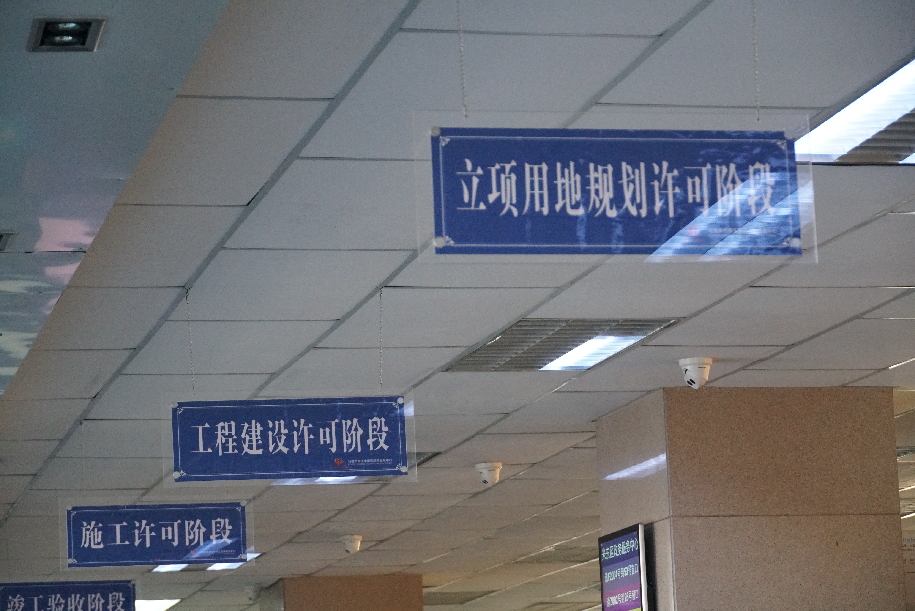 立项用地规划许可阶段
工程建设许可阶段
施工许可阶段
竣工验收阶段